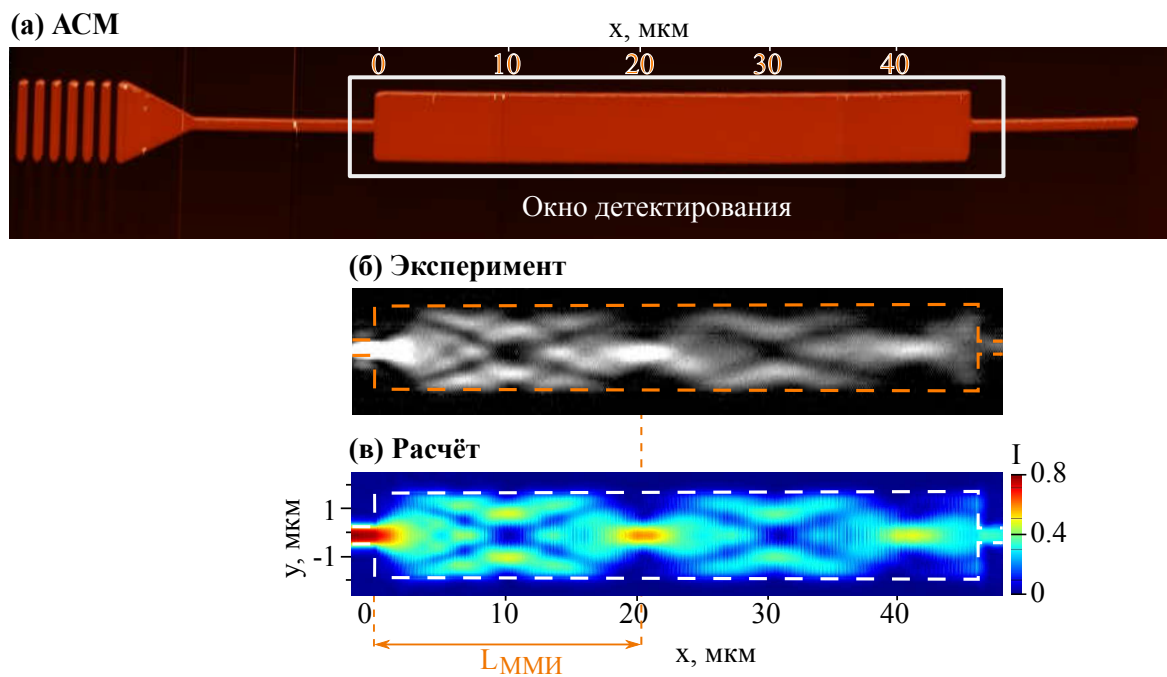 (а) АСМ
x, мкм
0 10 20 30 40
Окно детектирования
(б) Эксперимент
(в) Расчёт
I
0.8
0.4
0
y, мкм
1
-1
0 10 20 30 40
LММИ
x, мкм